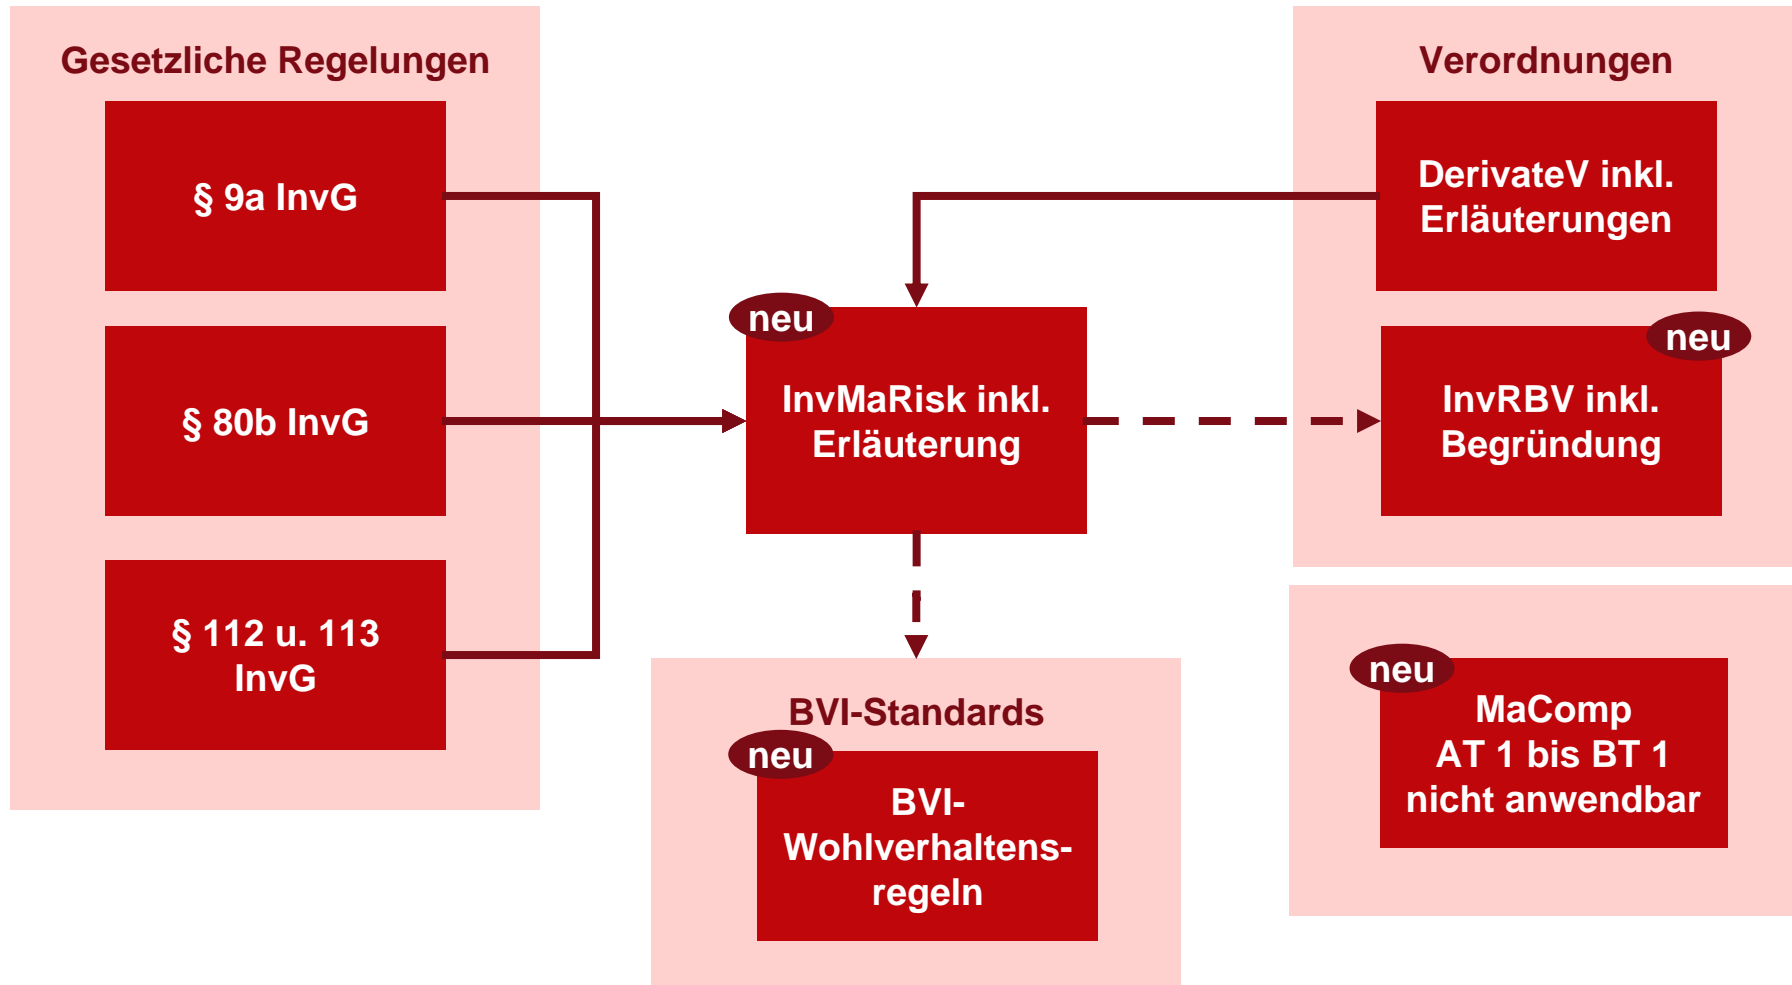 Gesetzliche Regelungen
§ 9a InvG
§ 80b InvG
§ 112 u. 113
InvG
neu
InvMaRisk inkl.
Erläuterung
BVI-Standards
neu
BVI-
Wohlverhaltens-
regeln
Verordnungen
DerivateV inkl.
Erläuterungen
neu
InvRBV inkl.
Begründung
neu
MaComp
AT 1 bis BT 1
nicht anwendbar